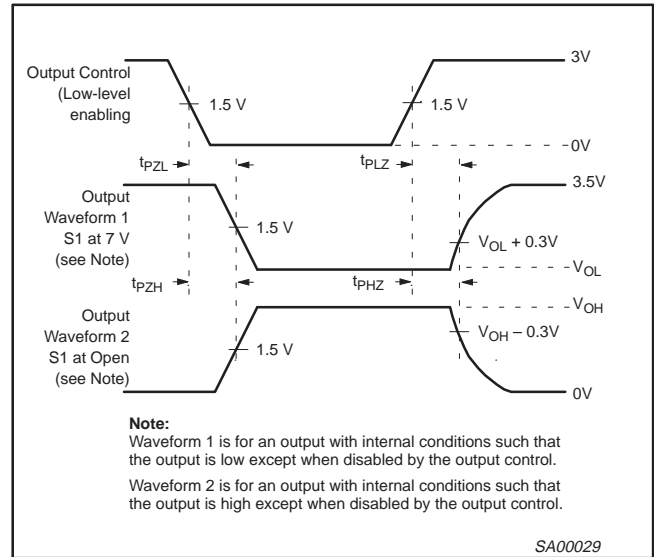 3V
Output Control
(Low-level
enabling
1.5 V
1.5 V
0V
tPZL
tPLZ
3.5V
Output
Waveform 1
S1 at 7 V
(see Note)
1.5 V
VOL + 0.3V
VOL
tPZH
tPHZ
VOH
Output
Waveform 2
S1 at Open
(see Note)
1.5 V
VOH – 0.3V
0V
Note:
Waveform 1 is for an output with internal conditions such that
the output is low except when disabled by the output control.
Waveform 2 is for an output with internal conditions such that
the output is high except when disabled by the output control.
SA00029